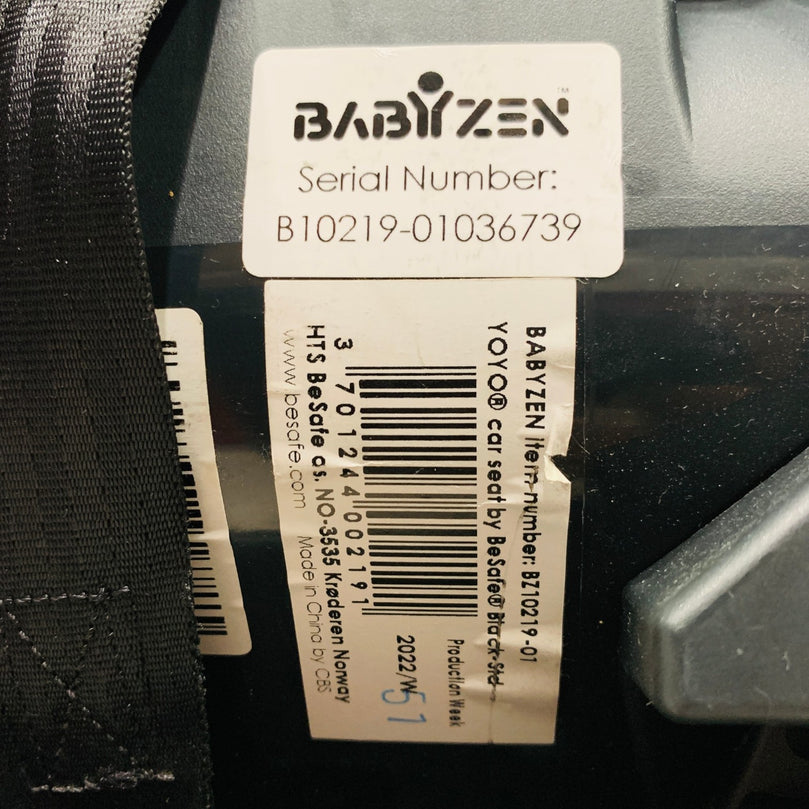 BABYZEN™
Serial Number:
B10219-01036739
BABYZEN item number: BZ10219-01
YOYO® car seat by BeSafe® Black-Std
3 701244 002191
Production Week
2022/W51
HTS BeSafe as. NO-3535 Krøderen Norway
www.besafe.com Made in China by CBS